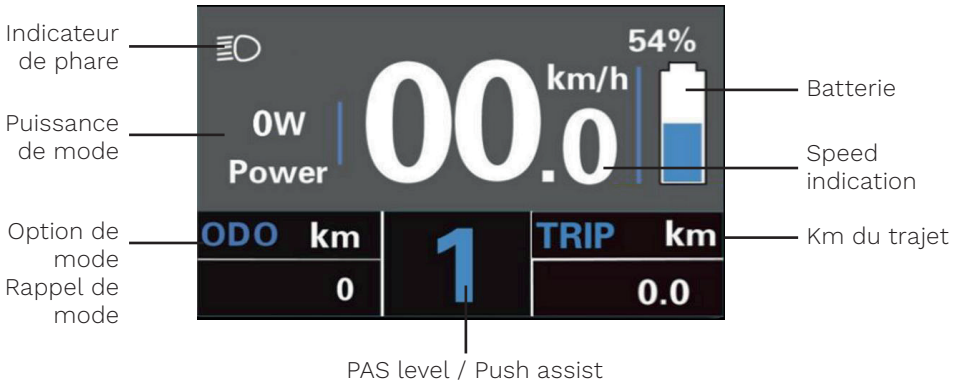 Indicateur
de phare
Puissance
de mode
Option de
mode
Rappel de
mode
54%
km/h
00.0
0W
Power
ODO km
0
1
TRIP km
0.0
Batterie
Speed
indication
Km du trajet
PAS level / Push assist